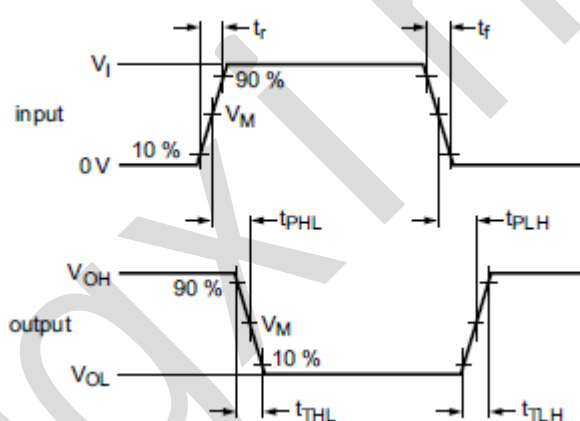 tr
tf
VI
90 %
input
VM
10 %
0 V
tPHL
tPLH
VOH
90 %
output
VM
10 %
VOL
tTHL
tTLH